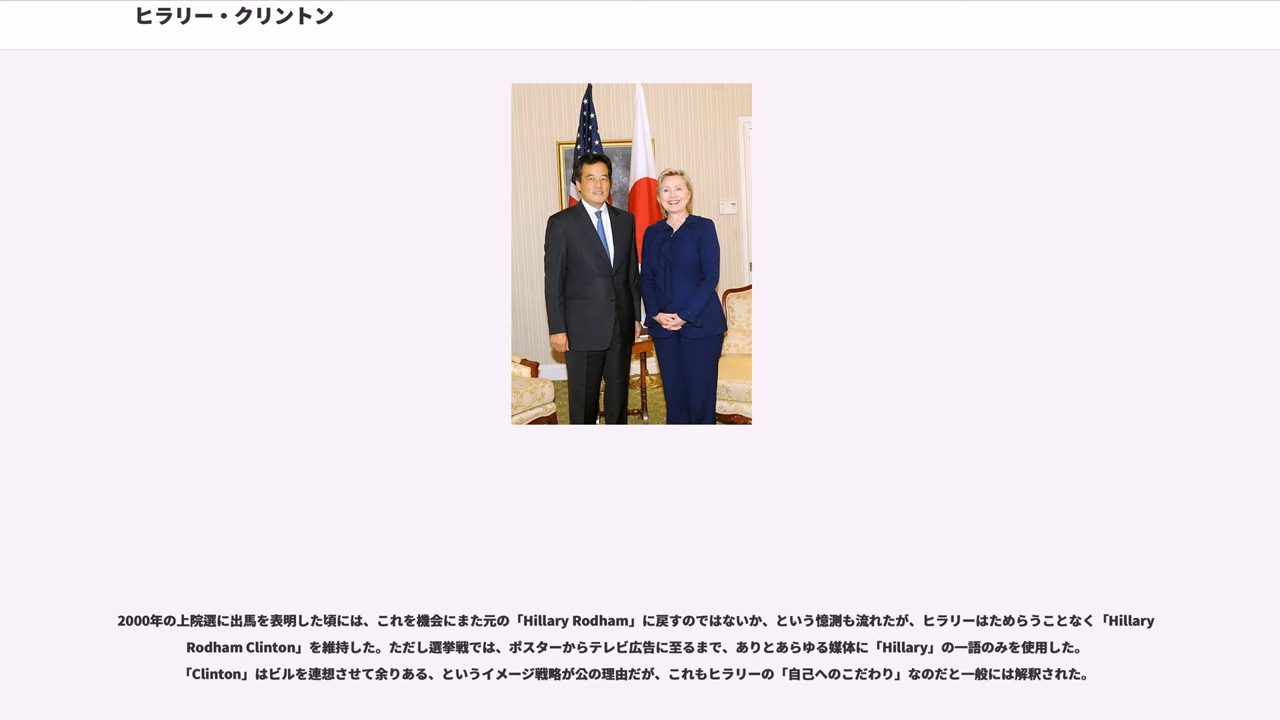 ヒラリー・クリントン
2000年の上院選に出馬を表明した頃には、これを機会にまた元の「Hillary Rodham」に戻すのではないか、という憶測も流れたが、ヒラリーはためらうことなく「Hillary
Rodham Clinton」を維持した。ただし選挙戦では、ポスターからテレビ広告に至るまで、ありとあらゆる媒体に「Hillary」の一語のみを使用した。
「Clinton」はビルを連想させて余りある、というイメージ戦略が公の理由だが、これもヒラリーの「自己へのこだわり」なのだと一般には解釈された。